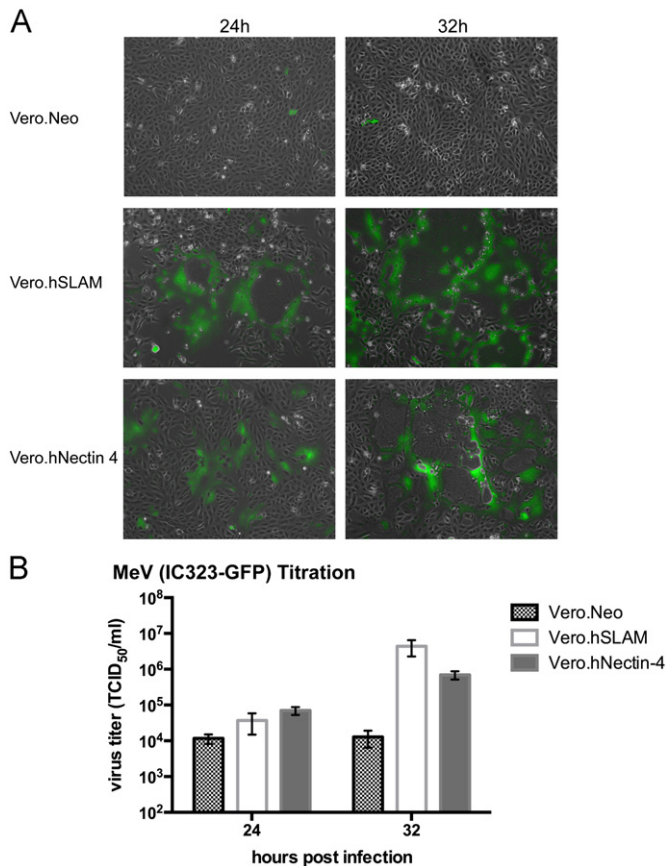 A
24h 32h
Vero.Neo
Vero.hSLAM
Vero.hNectin 4
B
MeV (IC323-GFP) Titration
virus titer (TCID50/ml)
10^8
10^7
10^6
10^5
10^4
10^3
10^2
24 32
hours post infection
Vero.Neo
Vero.hSLAM
Vero.hNectin-4